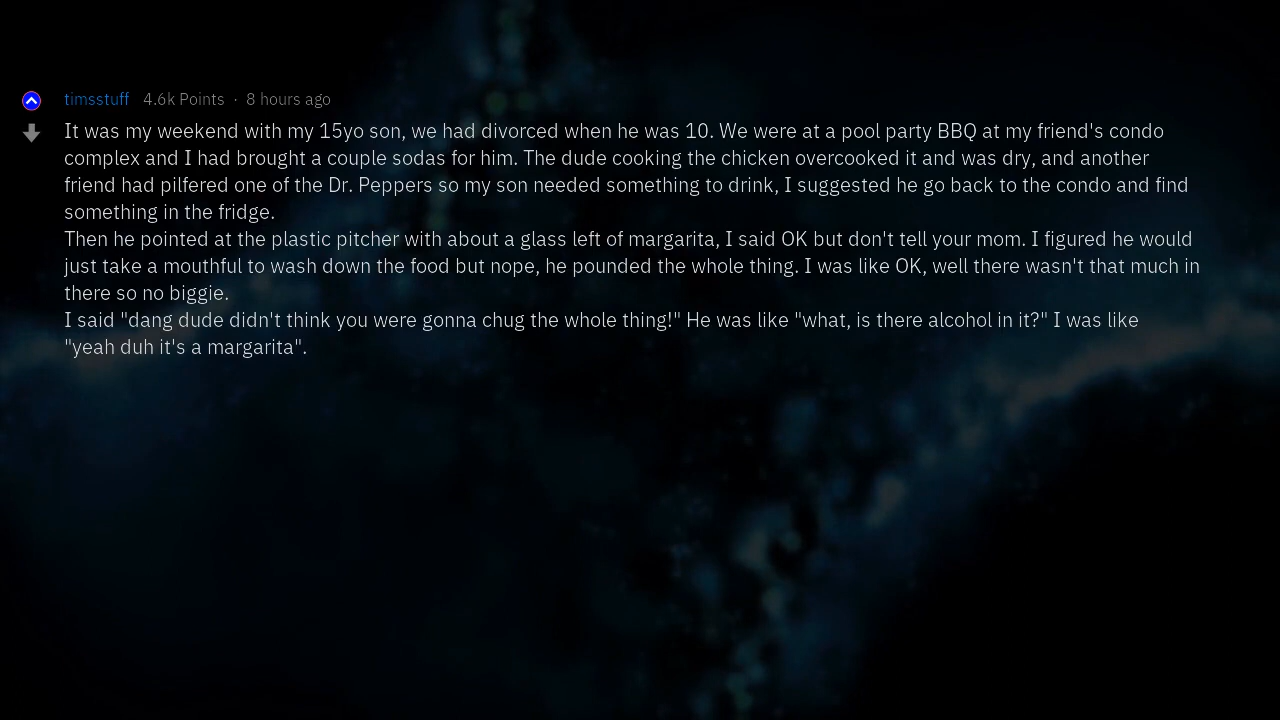 timsstuff 4.6k Points · 8 hours ago
It was my weekend with my 15yo son, we had divorced when he was 10. We were at a pool party BBQ at my friend's condo
complex and I had brought a couple sodas for him. The dude cooking the chicken overcooked it and was dry, and another
friend had pilfered one of the Dr. Peppers so my son needed something to drink, I suggested he go back to the condo and find
something in the fridge.
Then he pointed at the plastic pitcher with about a glass left of margarita, I said OK but don't tell your mom. I figured he would
just take a mouthful to wash down the food but nope, he pounded the whole thing. I was like OK, well there wasn't that much in
there so no biggie.
I said "dang dude didn't think you were gonna chug the whole thing!" He was like "what, is there alcohol in it?" I was like
"yeah duh it's a margarita".